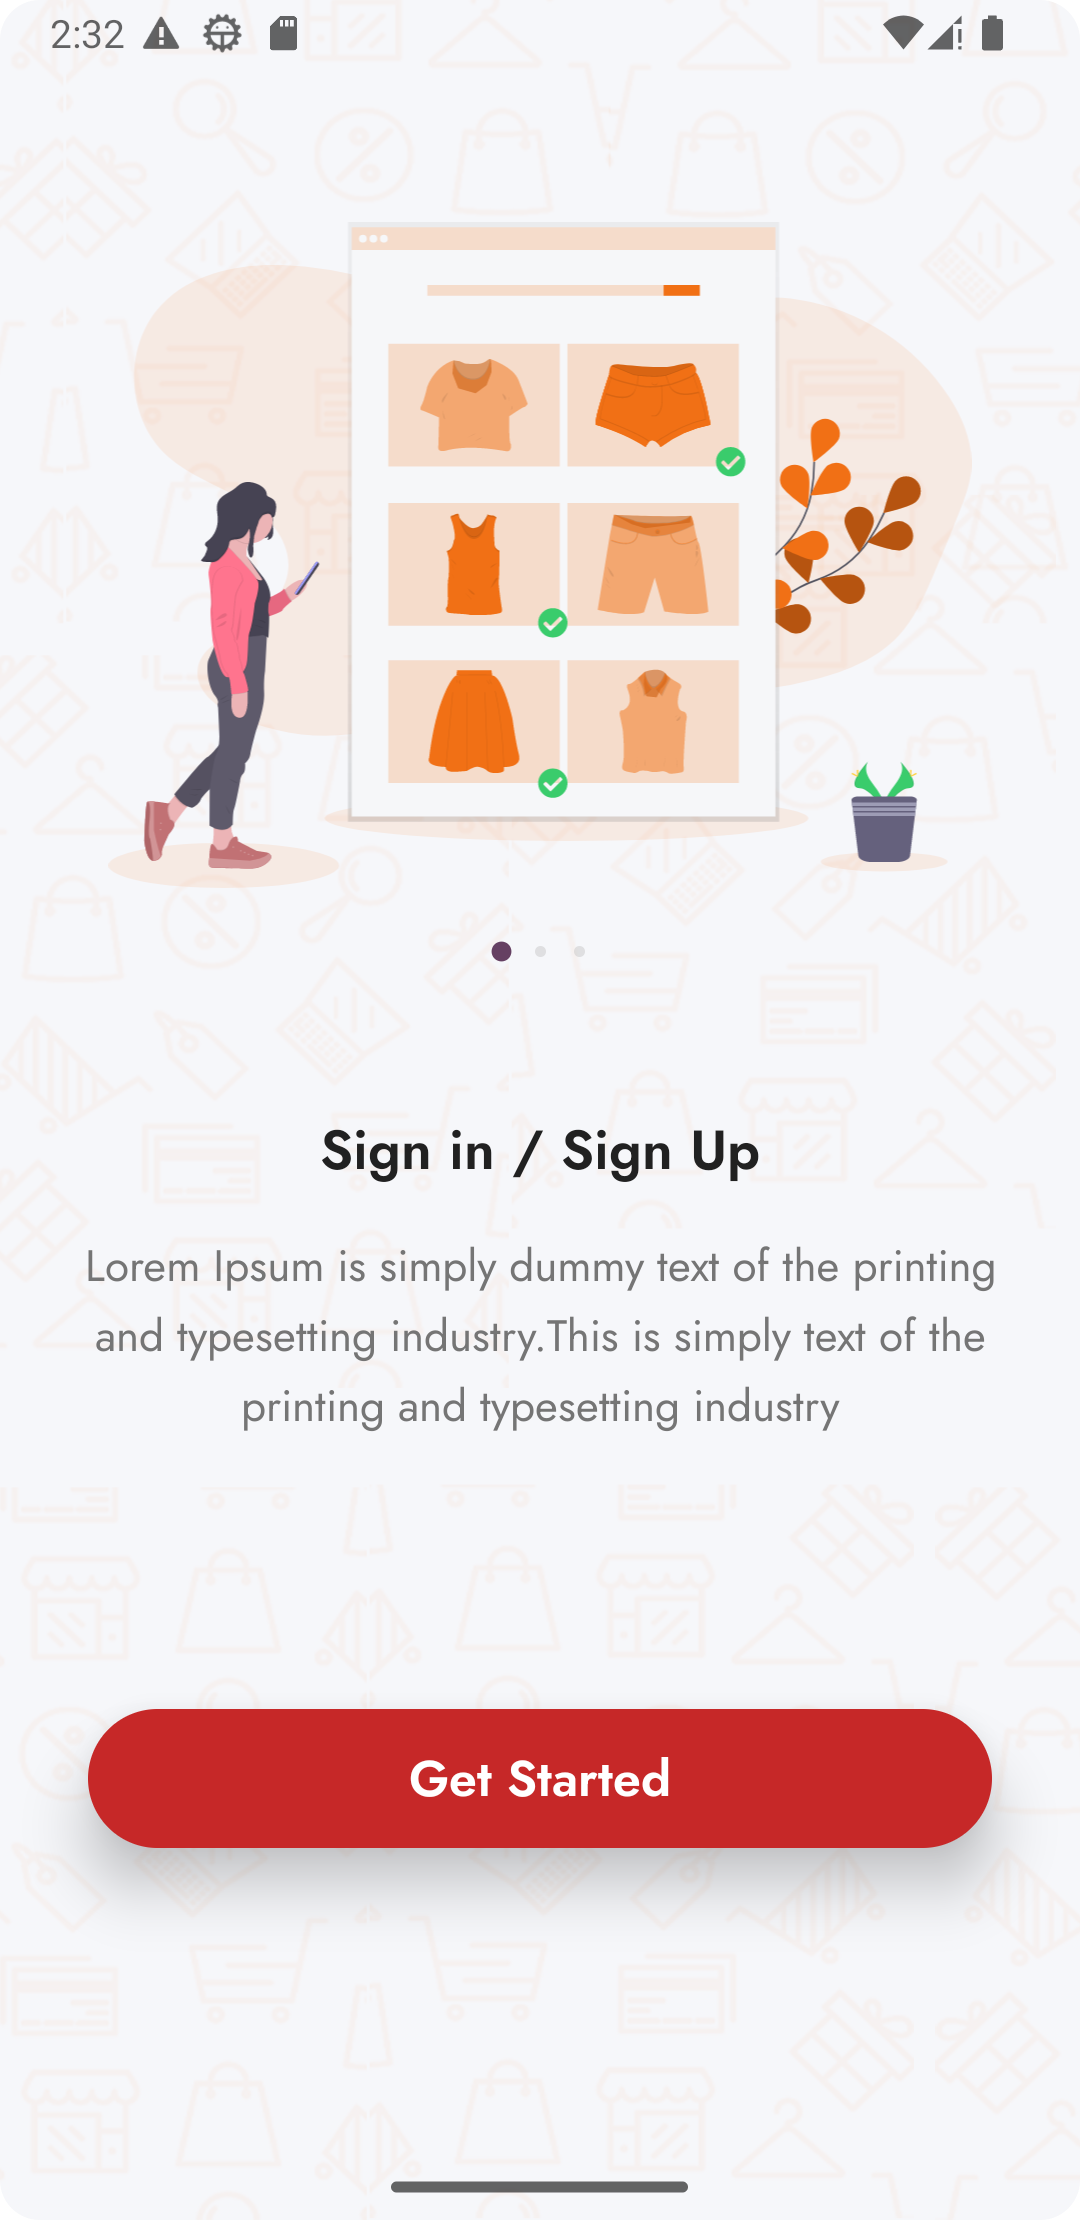 2:32
Sign in / Sign Up
Lorem Ipsum is simply dummy text of the printing
and typesetting industry.This is simply text of the
printing and typesetting industry
Get Started